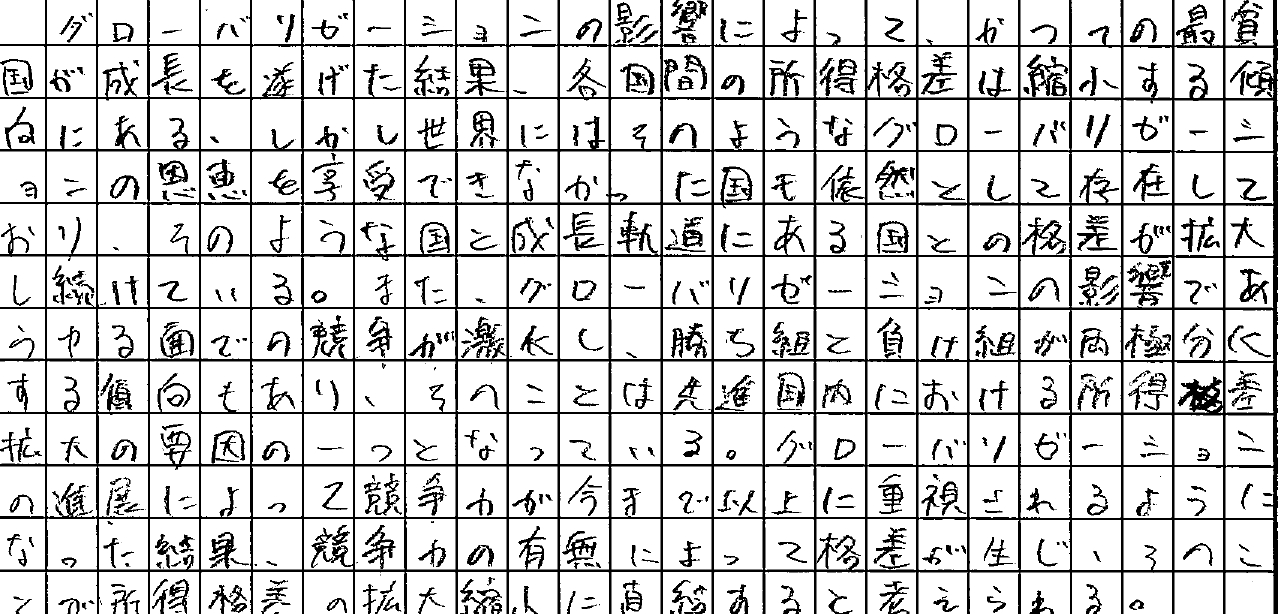 グローバリゼーションの影響によって、かつての最貧
国が成長を遂げた結果、各国間の所得格差は縮小する傾
向にある、しかし世界にはそのようなグローバリゼーシ
ョンの恩恵を享受できなかった国も依然として存在して
おり、そのような国と成長軌道にある国との格差が拡大
し続けている。また、グローバリゼーションの影響であ
らゆる面での競争が激化し、勝ち組と負け組が両極分化
する傾向もあり、そのことは先進国内における所得格差
拡大の要因の一つとなっている。グローバリゼーション
の進展によって競争力が今まで以上に重視されるように
なった結果、競争力の有無によって格差が生じ、そのこ
とが所得格差の拡大縮小に直結すると考えられる。